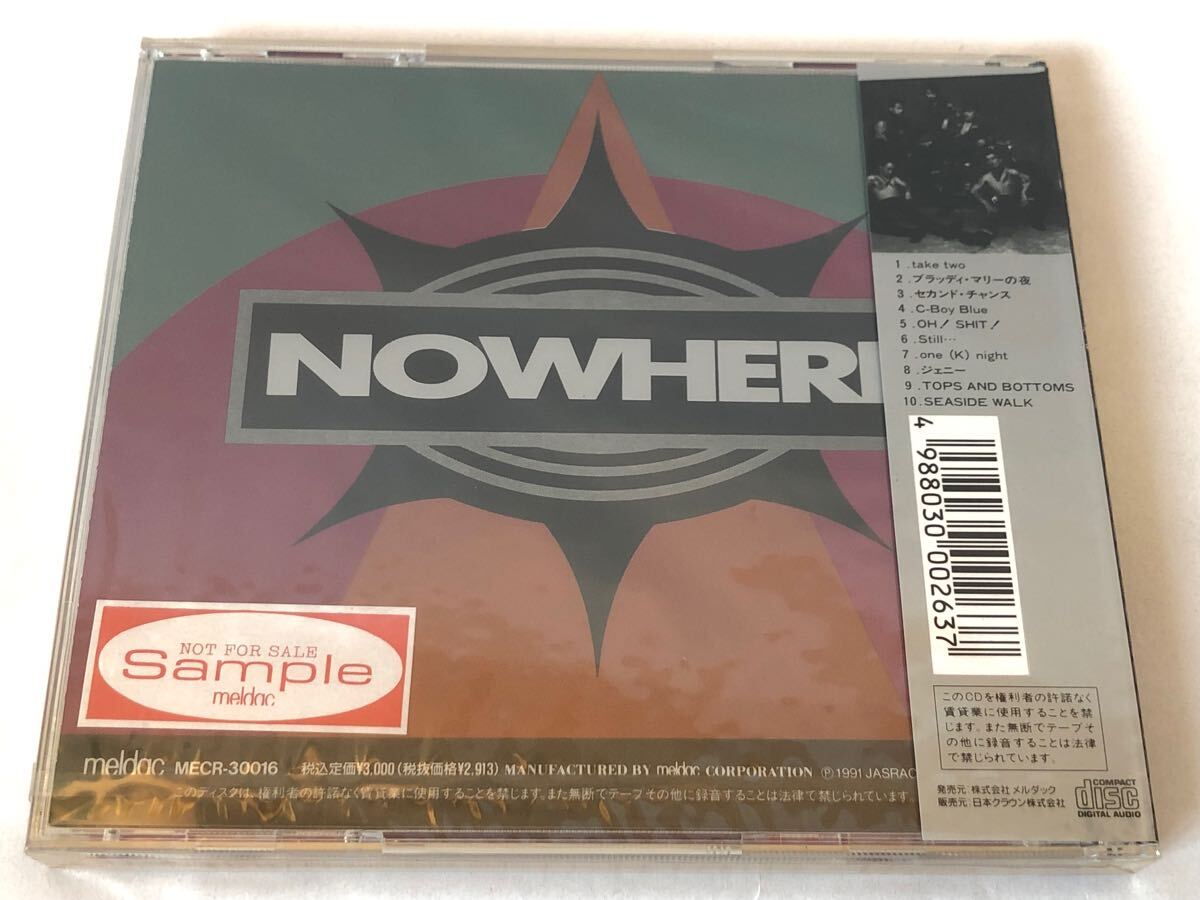 NOWHERE
1 .take two
2 .ブラッディ・マリーの夜
3 .セカンド・チャンス
4 .C-Boy Blue
5 .OH! SHIT!
6 .Still…
7 .one (K) night
8 .ジェニー
9 .TOPS AND BOTTOMS
10.SEASIDE WALK
4 988030 002637
NOT FOR SALE
Sample
meldac
このCDを権利者の許諾なく
賃貸業に使用することを禁
じます。また無断でテープそ
の他に録音することは法律
で禁じられています。
meldac MECR-30016 税込定価¥3,000(税抜価格¥2,913) MANUFACTURED BY meldac CORPORATION ℗1991 JASRAC
このディスクは、権利者の許諾なく賃貸業に使用することを禁じます。また無断でテープその他に録音することは法律で禁じられています。
発売元:株式会社メルダック
販売元:日本クラウン株式会社
COMPACT
disc
DIGITAL AUDIO